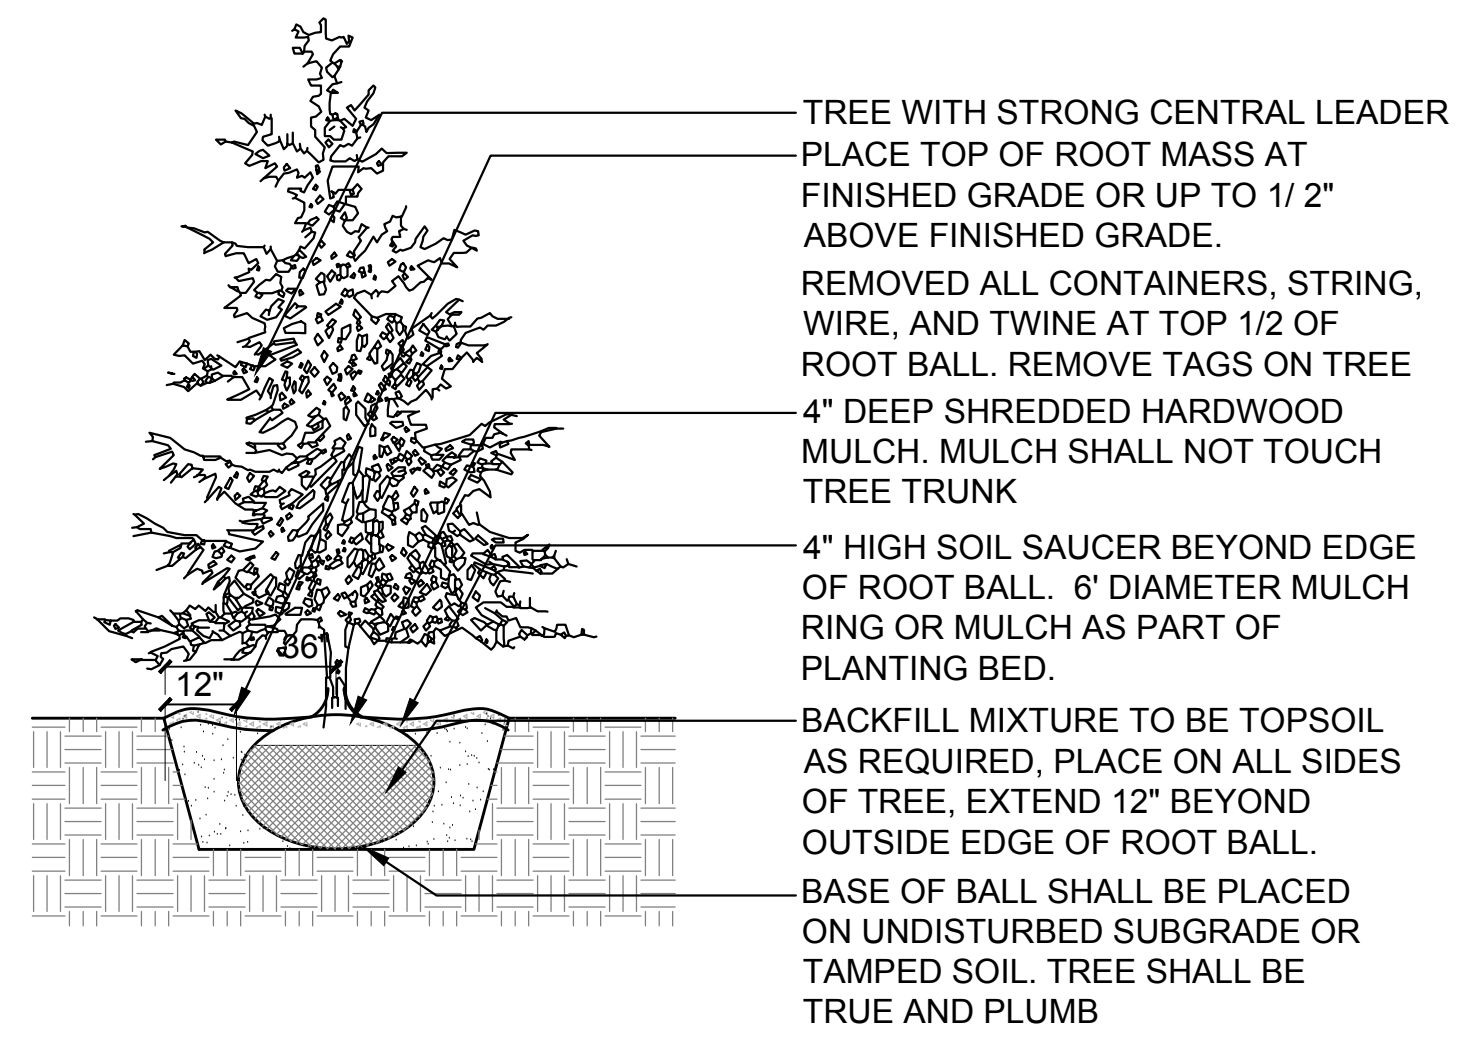 TREE WITH STRONG CENTRAL LEADER
PLACE TOP OF ROOT MASS AT
FINISHED GRADE OR UP TO 1/ 2"
ABOVE FINISHED GRADE.
REMOVED ALL CONTAINERS, STRING,
WIRE, AND TWINE AT TOP 1/2 OF
ROOT BALL. REMOVE TAGS ON TREE
4" DEEP SHREDDED HARDWOOD
MULCH. MULCH SHALL NOT TOUCH
TREE TRUNK
4" HIGH SOIL SAUCER BEYOND EDGE
OF ROOT BALL.  6' DIAMETER MULCH
RING OR MULCH AS PART OF
PLANTING BED.
36"
12"
BACKFILL MIXTURE TO BE TOPSOIL
AS REQUIRED, PLACE ON ALL SIDES
OF TREE, EXTEND 12" BEYOND
OUTSIDE EDGE OF ROOT BALL.
BASE OF BALL SHALL BE PLACED
ON UNDISTURBED SUBGRADE OR
TAMPED SOIL. TREE SHALL BE
TRUE AND PLUMB